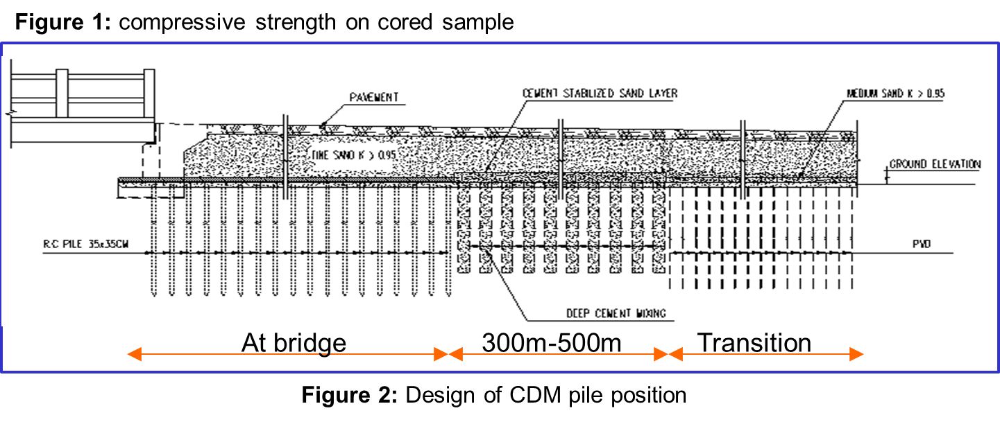 Figure 1: compressive strength on cored sample
PAVEMENT
CEMENT STABILIZED SAND LAYER
MEDIUM SAND K > 0.95
FINE SAND K > 0.95
GROUND ELEVATION
R.C PILE 35x35CM
PVD
DEEP CEMENT MIXING
At bridge
300m-500m
Transition
Figure 2: Design of CDM pile position